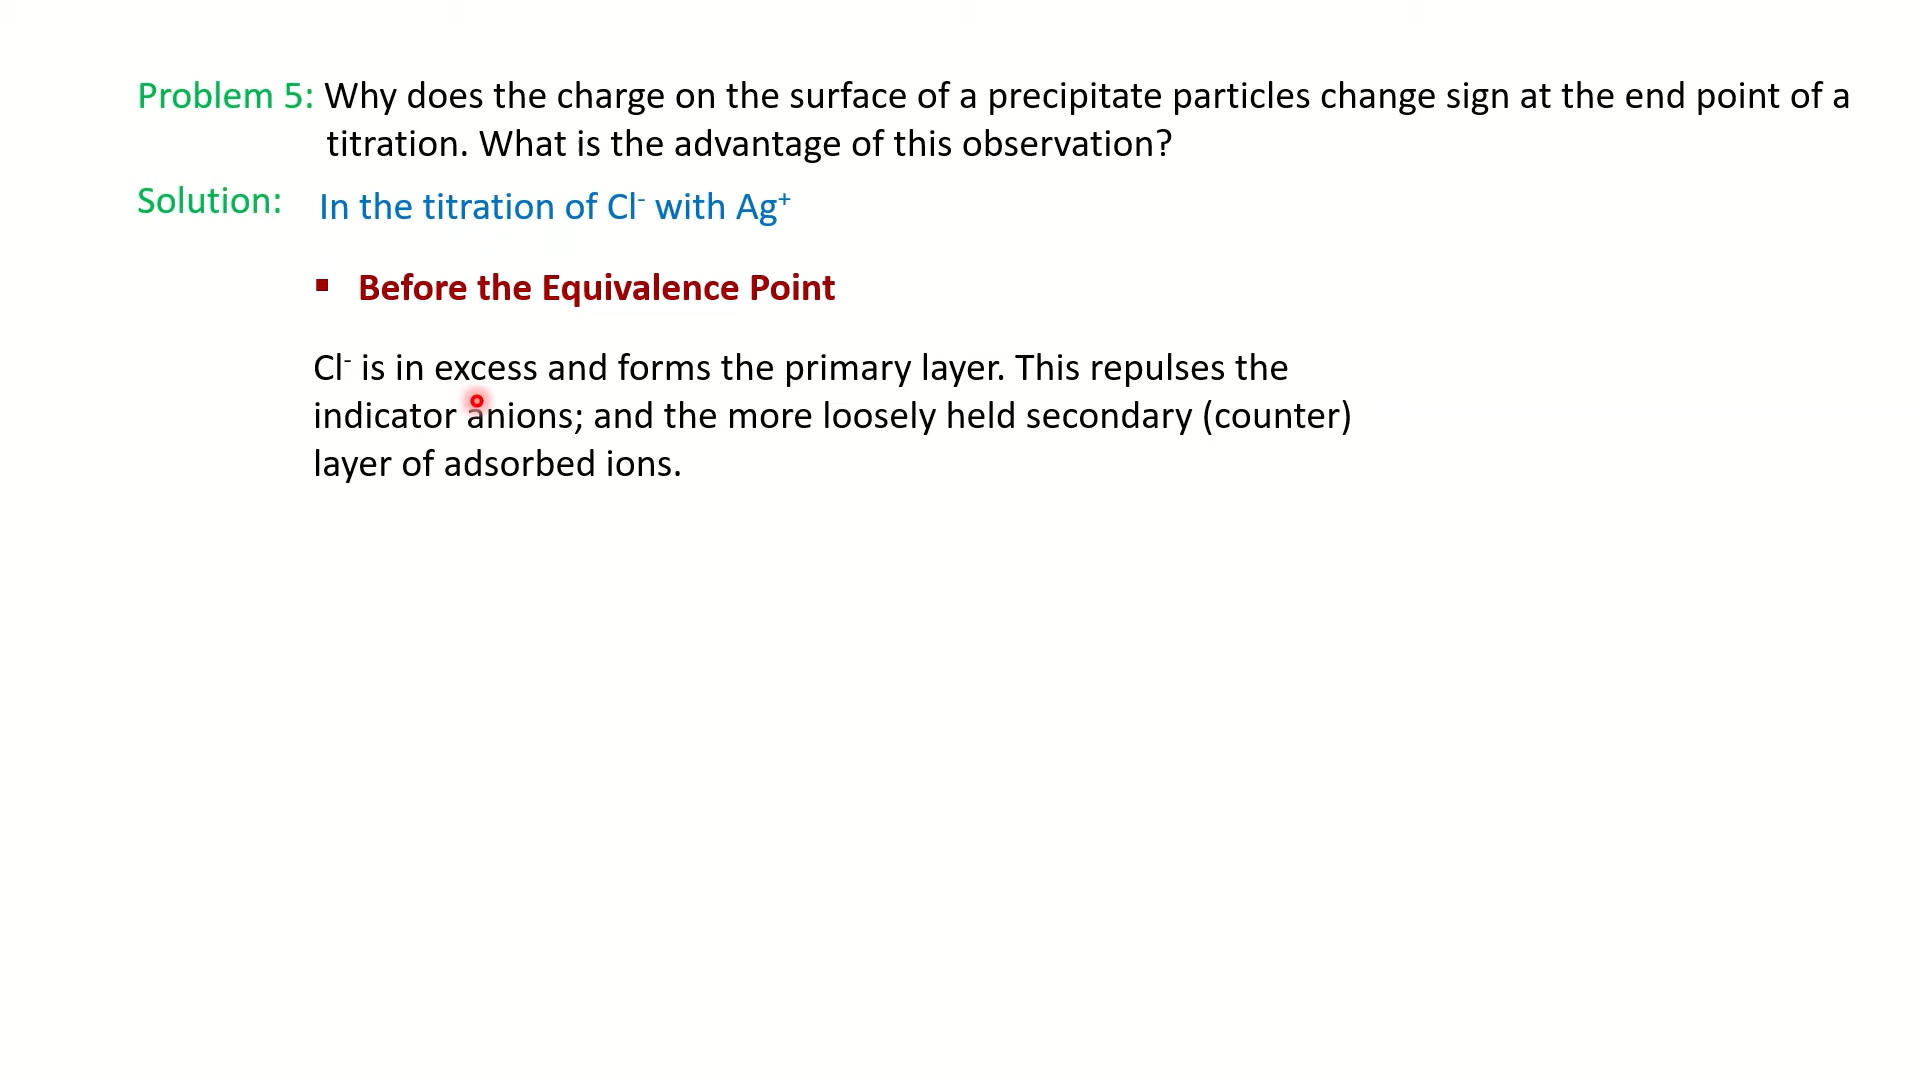 Problem 5: Why does the charge on the surface of a precipitate particles change sign at the end point of a
titration. What is the advantage of this observation?
Solution: In the titration of Cl⁻ with Ag⁺
▪ Before the Equivalence Point
Cl⁻ is in excess and forms the primary layer. This repulses the
indicator anions; and the more loosely held secondary (counter)
layer of adsorbed ions.